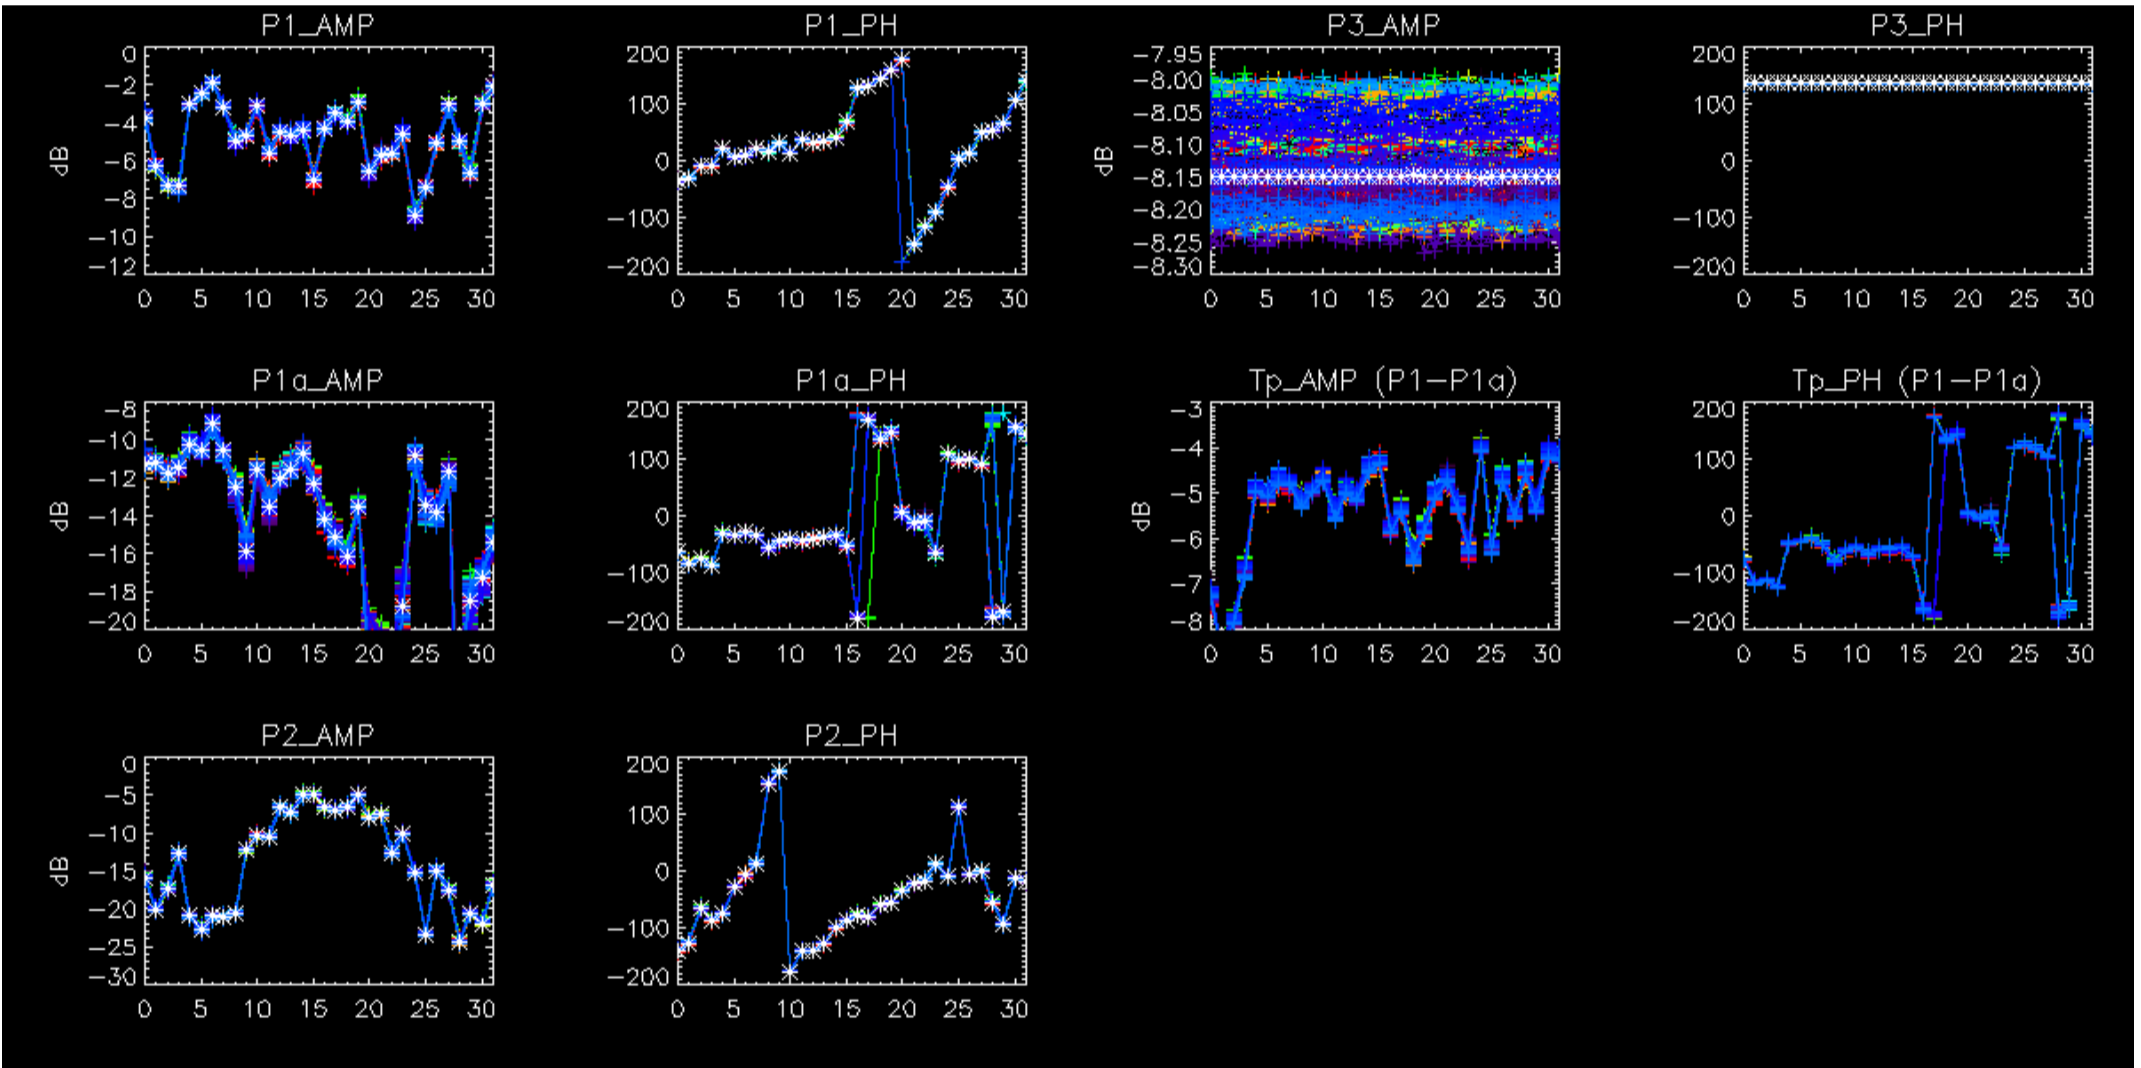 P1_AMP
0
−2
−4
−6
−8
−10
−12
dB
0 5 10 15 20 25 30
P1_PH
200
100
0
−100
−200
0 5 10 15 20 25 30
P3_AMP
−7.95
−8.00
−8.05
−8.10
−8.15
−8.20
−8.25
−8.30
dB
0 5 10 15 20 25 30
P3_PH
200
100
0
−100
−200
0 5 10 15 20 25 30
P1a_AMP
−8
−10
−12
−14
−16
−18
−20
dB
0 5 10 15 20 25 30
P1a_PH
200
100
0
−100
−200
0 5 10 15 20 25 30
Tp_AMP (P1−P1a)
−3
−4
−5
−6
−7
−8
dB
0 5 10 15 20 25 30
Tp_PH (P1−P1a)
200
100
0
−100
−200
0 5 10 15 20 25 30
P2_AMP
0
−5
−10
−15
−20
−25
−30
dB
0 5 10 15 20 25 30
P2_PH
200
100
0
−100
−200
0 5 10 15 20 25 30